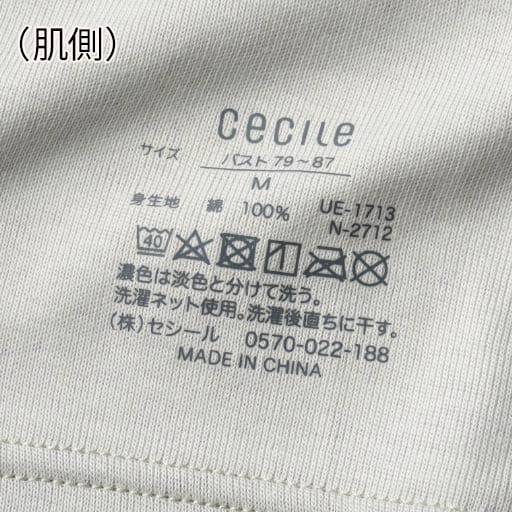 （肌側）
CECILE
サイズ バスト 79～87
M
身生地 綿 100% UE-1713
N-2712
40
濃色は淡色と分けて洗う。
洗濯ネット使用。洗濯後直ちに干す。
（株）セシール 0570-022-188
MADE IN CHINA